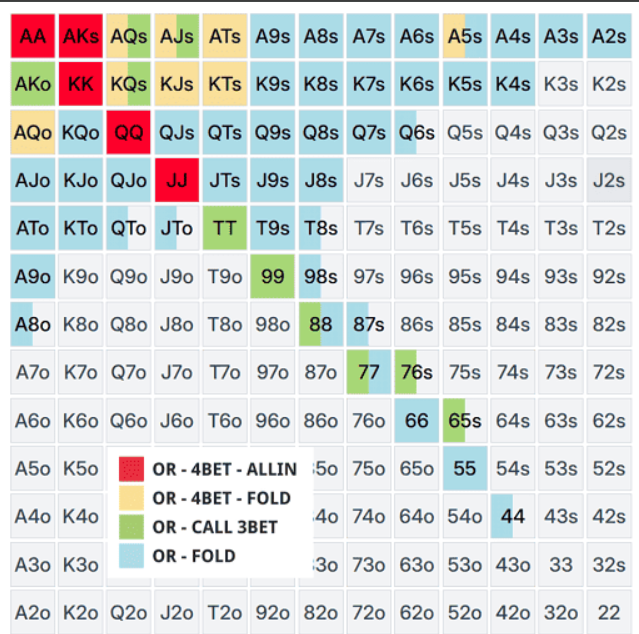 AA AKs AQs AJs ATs A9s A8s A7s A6s A5s A4s A3s A2s
AKo KK KQs KJs KTs K9s K8s K7s K6s K5s K4s K3s K2s
AQo KQo QQ QJs QTs Q9s Q8s Q7s Q6s Q5s Q4s Q3s Q2s
AJo KJo QJo JJ JTs J9s J8s J7s J6s J5s J4s J3s J2s
ATo KTo QTo JTo TT T9s T8s T7s T6s T5s T4s T3s T2s
A9o K9o Q9o J9o T9o 99 98s 97s 96s 95s 94s 93s 92s
A8o K8o Q8o J8o T8o 98o 88 87s 86s 85s 84s 83s 82s
A7o K7o Q7o J7o T7o 97o 87o 77 76s 75s 74s 73s 72s
A6o K6o Q6o J6o T6o 96o 86o 76o 66 65s 64s 63s 62s
A5o K5o 5o 75o 65o 55 54s 53s 52s
A4o K4o 4o 74o 64o 54o 44 43s 42s
A3o K3o 3o 73o 63o 53o 43o 33 32s
A2o K2o Q2o J2o T2o 92o 82o 72o 62o 52o 42o 32o 22
OR - 4BET - ALLIN
OR - 4BET - FOLD
OR - CALL 3BET
OR - FOLD